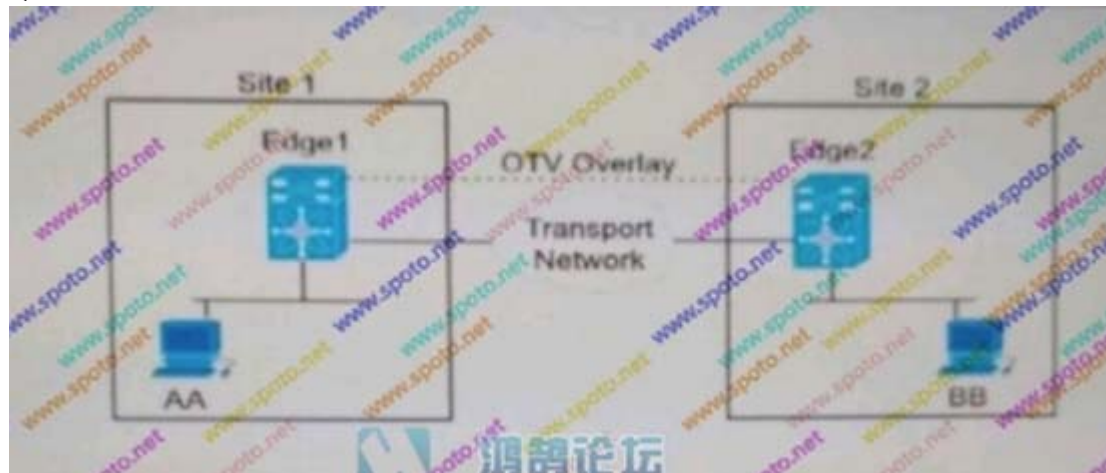 Site 1
Site 2
Edge1
OTV Overlay
Edge2
Transport
Network
AA
BB
www.spoto.net
鸿鹄论坛